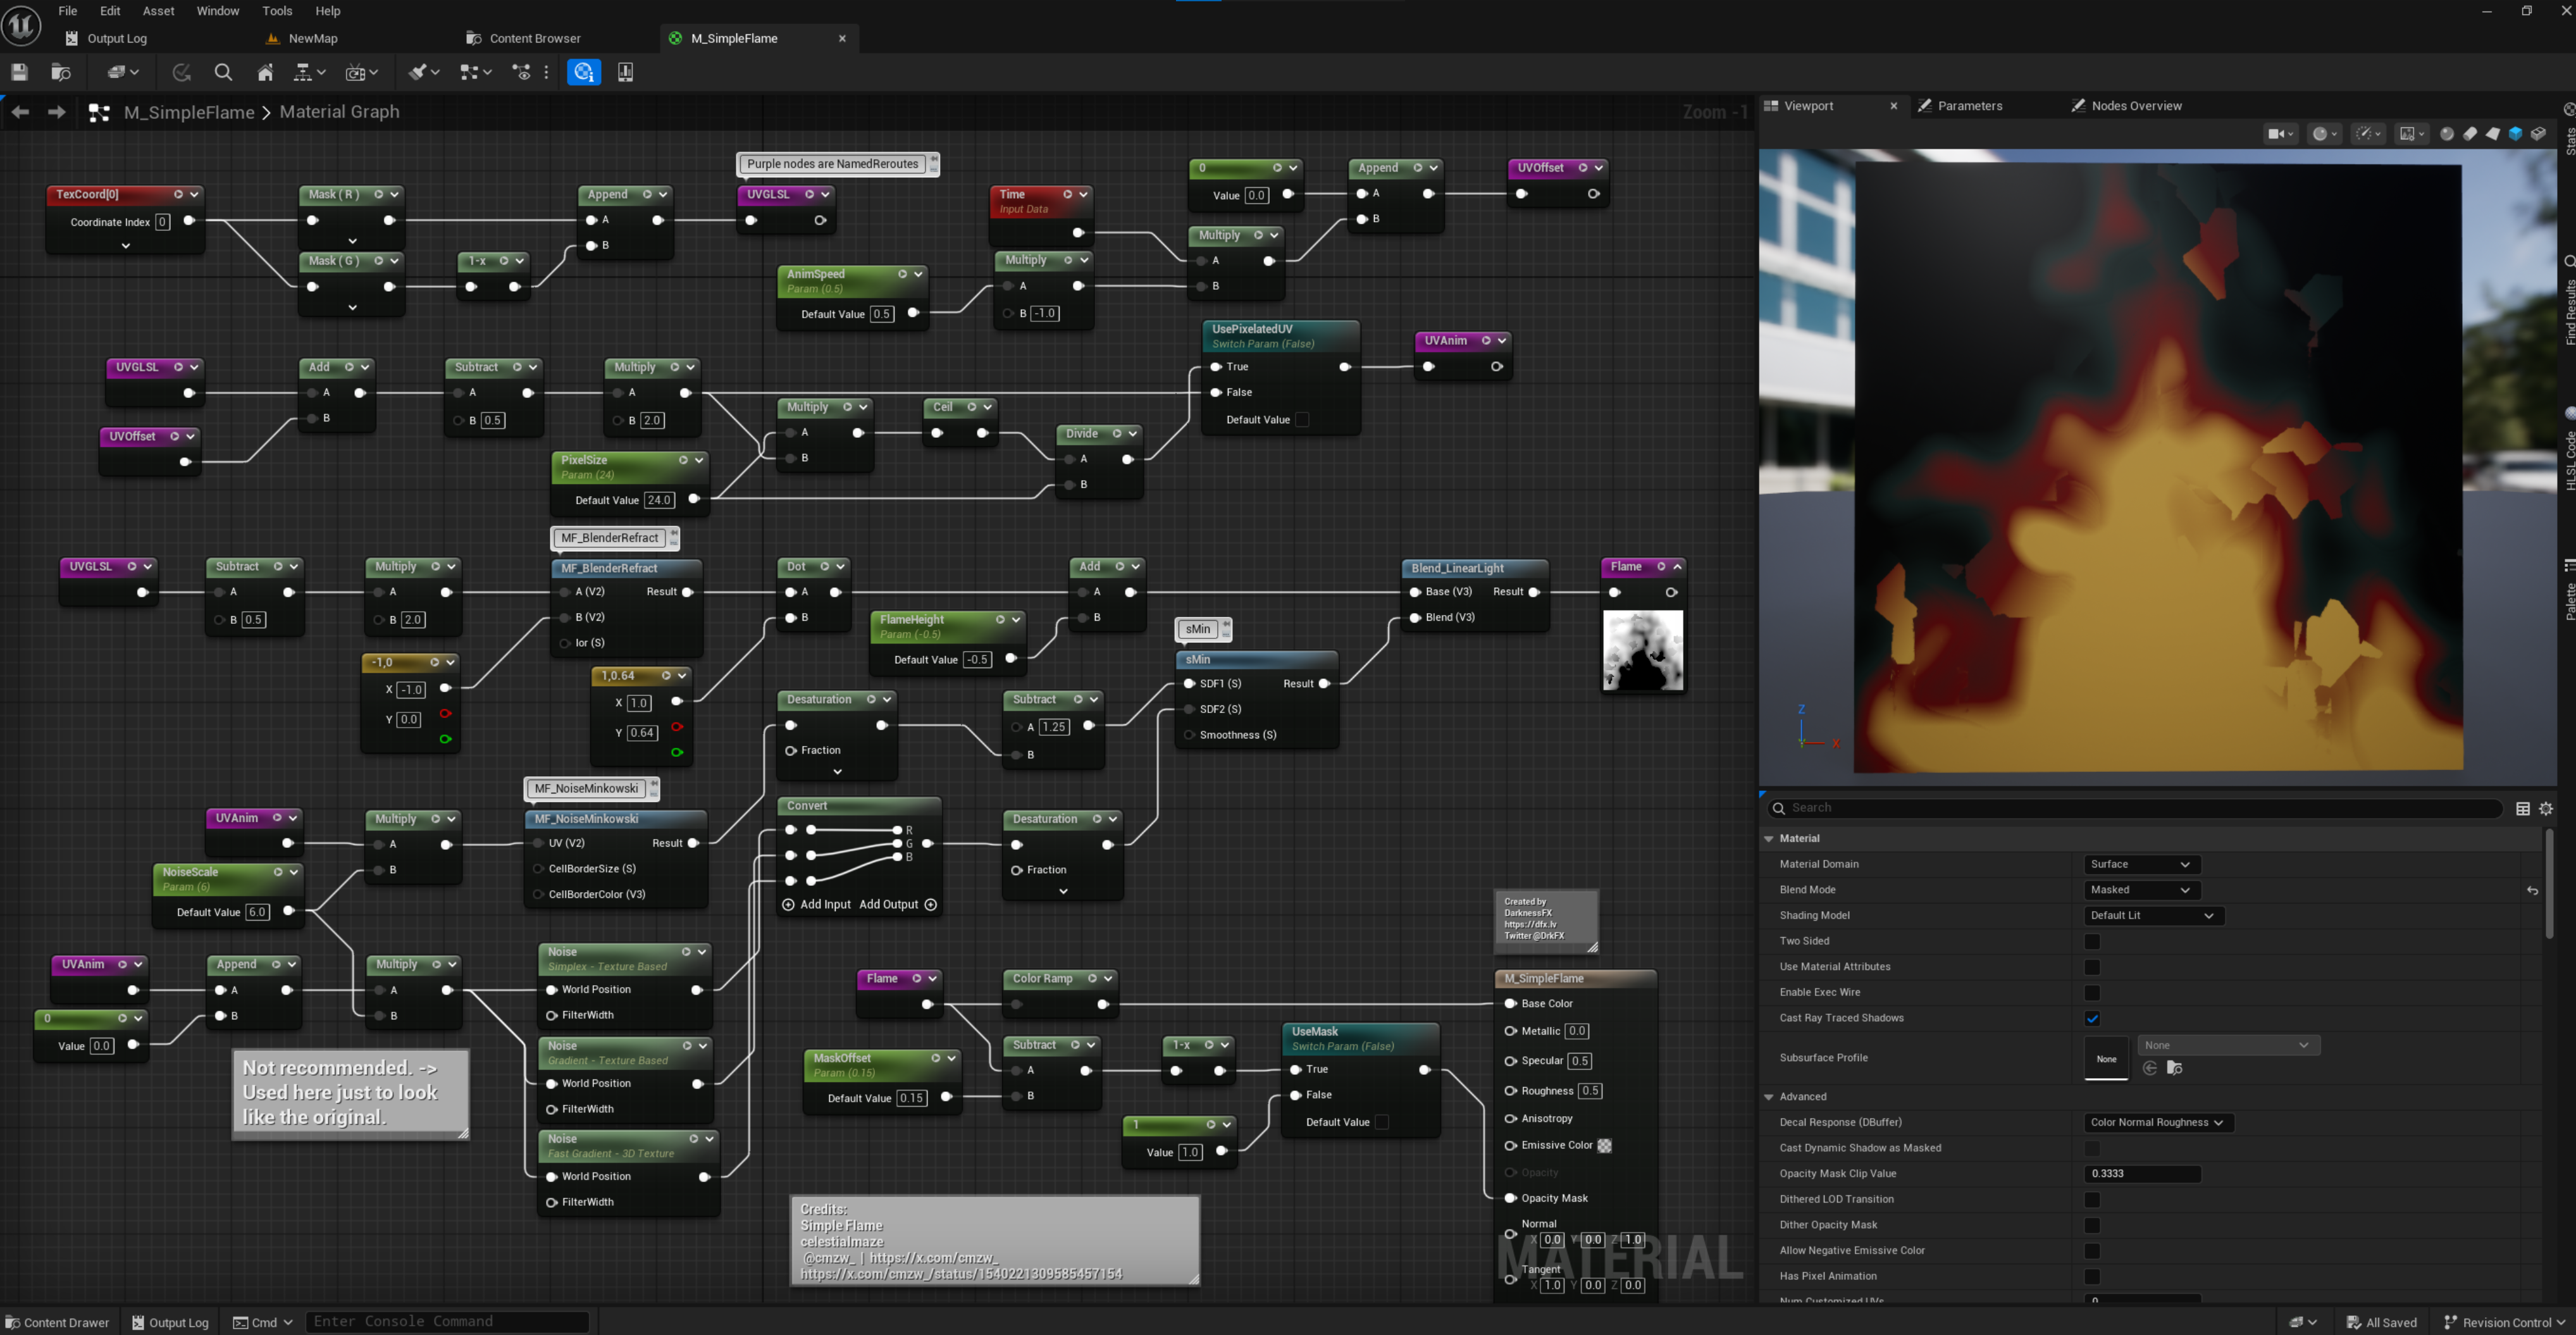 File Edit Asset Window Tools Help
Output Log NewMap Content Browser M_SimpleFlame
M_SimpleFlame > Material Graph
Zoom -1
Purple nodes are NamedReroutes
TexCoord[0]
Coordinate Index 0
Mask ( R )
Mask ( G )
1-x
Append
A
B
UVGLSL
Time
Input Data
AnimSpeed
Param (0.5)
Default Value 0.5
Multiply
A
B -1.0
0
Value 0.0
Multiply
A
B
Append
A
B
UVOffset
UVGLSL
UVOffset
Add
A
B
Subtract
A
B 0.5
Multiply
A
B 2.0
PixelSize
Param (24)
Default Value 24.0
Multiply
A
B
Ceil
Divide
A
B
UsePixelatedUV
Switch Param (False)
True
False
Default Value
UVAnim
MF_BlenderRefract
UVGLSL
Subtract
A
B 0.5
Multiply
A
B 2.0
-1,0
X -1.0
Y 0.0
MF_BlenderRefract
A (V2) Result
B (V2)
Ior (S)
1,0.64
X 1.0
Y 0.64
Dot
A
B
FlameHeight
Param (-0.5)
Default Value -0.5
Add
A
B
Blend_LinearLight
Base (V3) Result
Blend (V3)
Flame
sMin
sMin
SDF1 (S) Result
SDF2 (S)
Smoothness (S)
Desaturation
Fraction
Subtract
A 1.25
B
MF_NoiseMinkowski
UVAnim
NoiseScale
Param (6)
Default Value 6.0
Multiply
A
B
MF_NoiseMinkowski
UV (V2) Result
CellBorderSize (S)
CellBorderColor (V3)
Convert
R
G
B
Add Input Add Output
Desaturation
Fraction
UVAnim
0
Value 0.0
Append
A
B
Multiply
A
B
Noise
Simplex - Texture Based
World Position
FilterWidth
Noise
Gradient - Texture Based
World Position
FilterWidth
Noise
Fast Gradient - 3D Texture
World Position
FilterWidth
Not recommended. ->
Used here just to look
like the original.
Flame
Color Ramp
MaskOffset
Param (0.15)
Default Value 0.15
Subtract
A
B
1-x
1
Value 1.0
UseMask
Switch Param (False)
True
False
Default Value
Created by
DarknessFX
https://dfx.lv
Twitter @DrkFX
M_SimpleFlame
Base Color
Metallic 0.0
Specular 0.5
Roughness 0.5
Anisotropy
Emissive Color
Opacity
Opacity Mask
Normal
X 0.0 Y 0.0 Z 1.0
Tangent
X 1.0 Y 0.0 Z 0.0
MATERIAL
Credits:
Simple Flame
celestialmaze
@cmzw_ | https://x.com/cmzw_
https://x.com/cmzw_/status/1540221309585457154
Viewport Parameters Nodes Overview
Z
Y X
Stats
Find Results
HLSL Code
Palette
Search
Material
Material Domain Surface
Blend Mode Masked
Shading Model Default Lit
Two Sided
Use Material Attributes
Enable Exec Wire
Cast Ray Traced Shadows
Subsurface Profile None None
Advanced
Decal Response (DBuffer) Color Normal Roughness
Cast Dynamic Shadow as Masked
Opacity Mask Clip Value 0.3333
Dithered LOD Transition
Dither Opacity Mask
Allow Negative Emissive Color
Has Pixel Animation
Num Customized UVs 0
Content Drawer Output Log Cmd Enter Console Command All Saved Revision Control